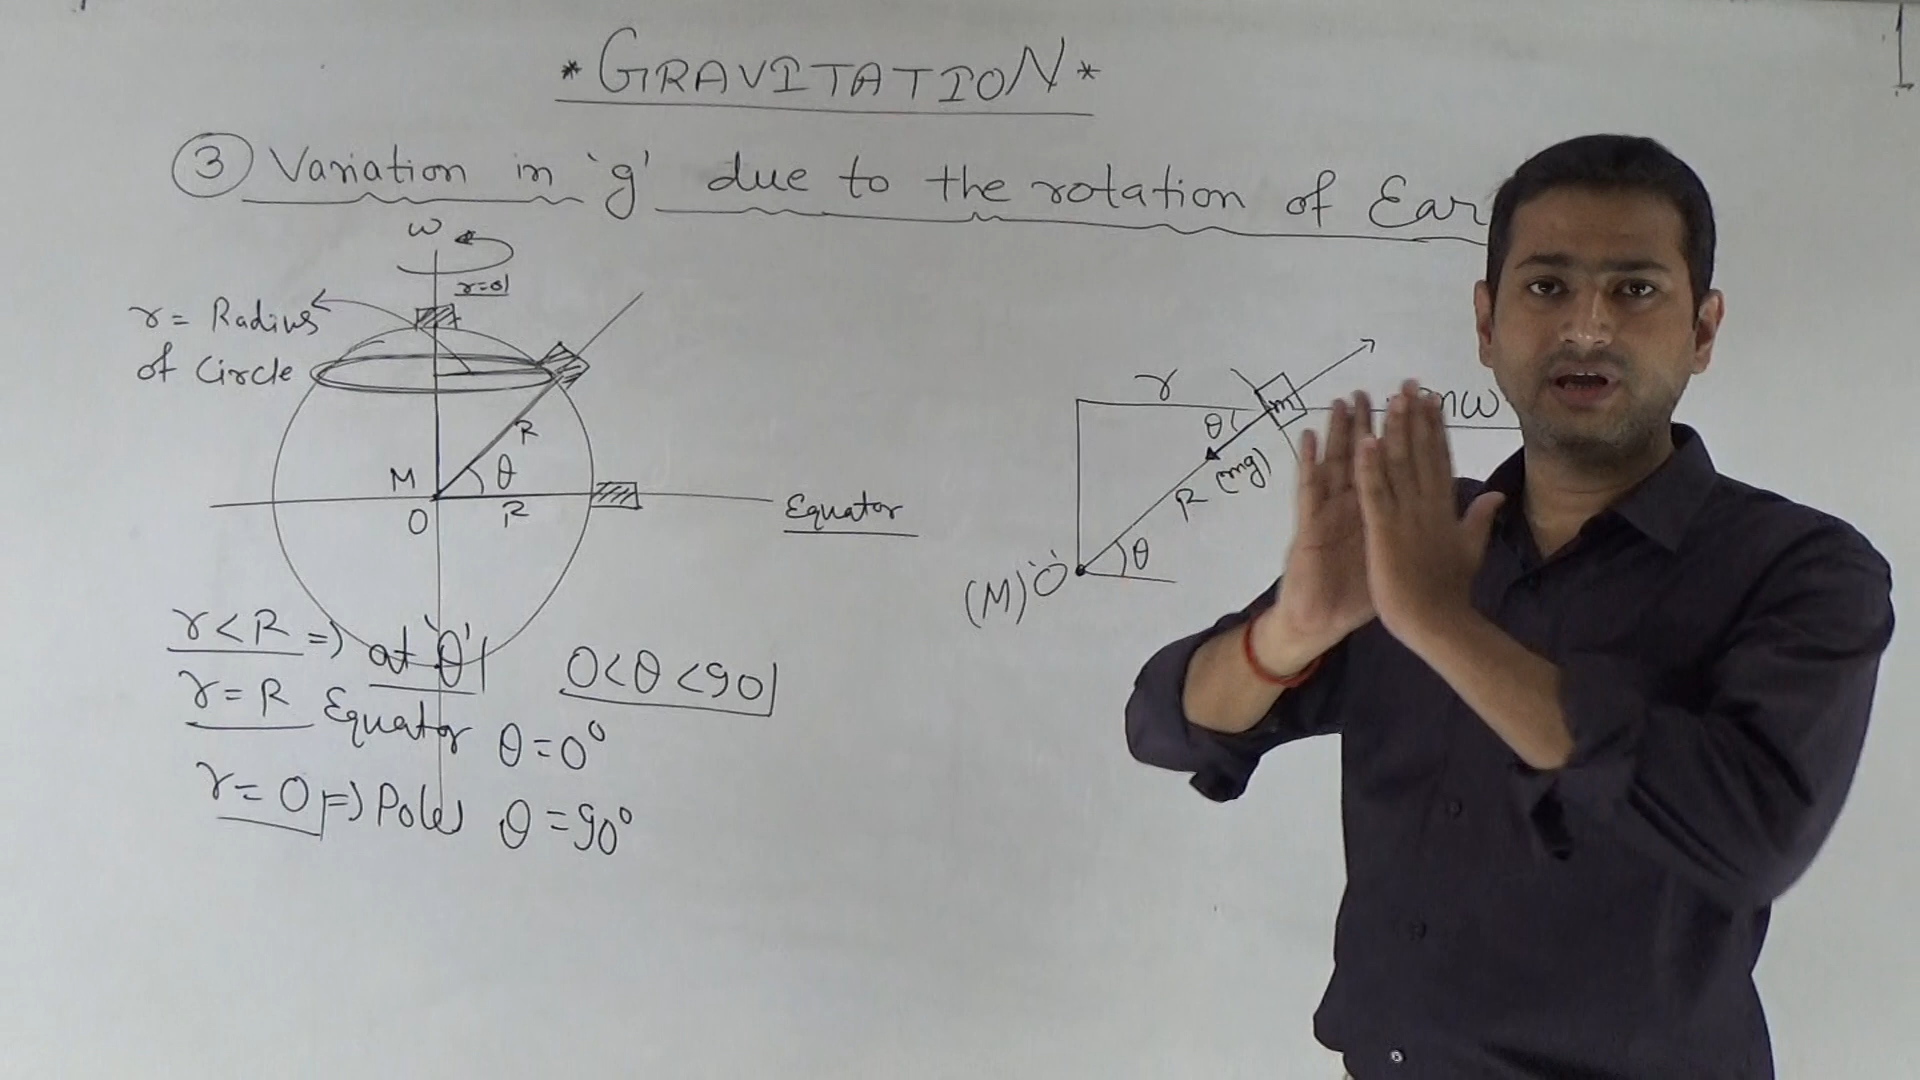 *GRAVITATION*
③ Variation in 'g' due to the rotation of Ear
ω
r=0
r = Radius
of Circle
R
M
θ
O
R
Equator
r<R => at 'θ' 0<θ<90
r=R Equator θ=0°
r=0 => Poles θ=90°
r
m
mω
θ
(mg)
R
θ
(M) 'O'